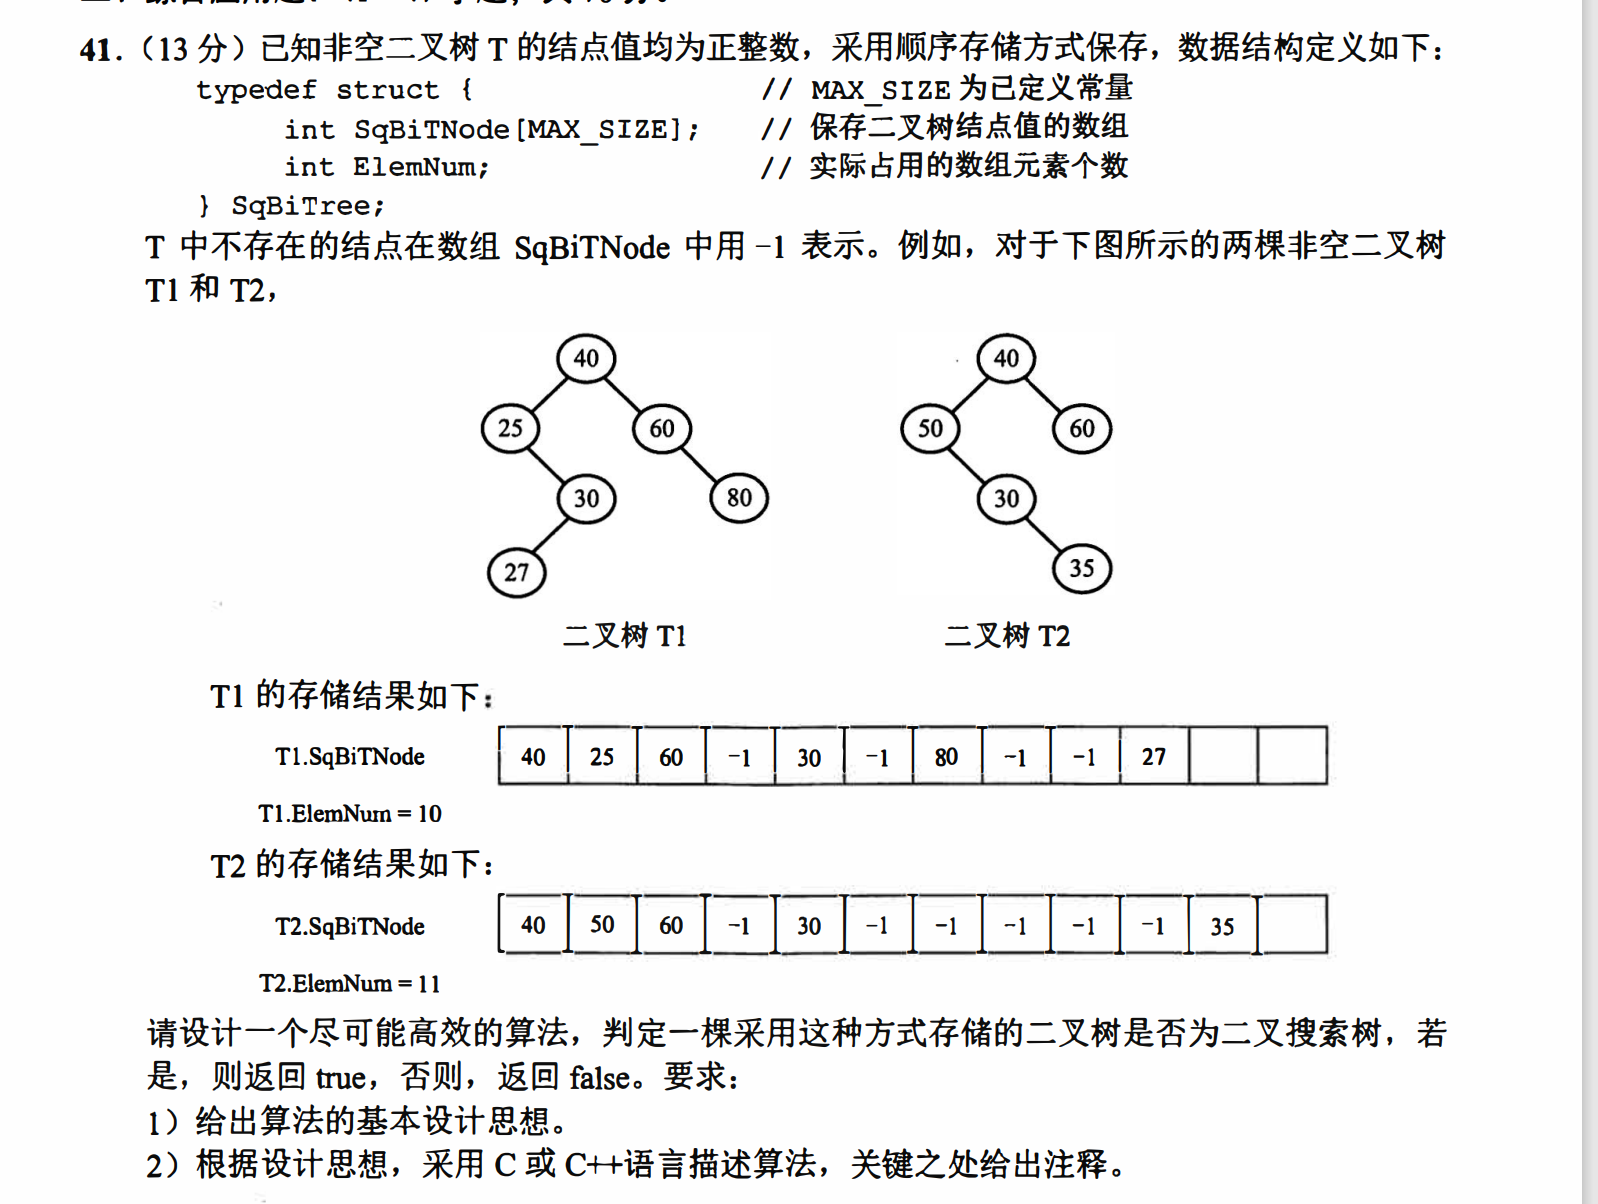 41.（13 分）已知非空二叉树 T 的结点值均为正整数，采用顺序存储方式保存，数据结构定义如下：
typedef struct { // MAX_SIZE 为已定义常量
int SqBiTNode[MAX_SIZE]; // 保存二叉树结点值的数组
int ElemNum; // 实际占用的数组元素个数
} SqBiTree;
T 中不存在的结点在数组 SqBiTNode 中用 −1 表示。例如，对于下图所示的两棵非空二叉树
T1 和 T2，
40 40
25 60 50 60
30 80 30
27 35
二叉树 T1 二叉树 T2
T1 的存储结果如下：
T1.SqBiTNode 40 25 60 −1 30 −1 80 −1 −1 27
T1.ElemNum = 10
T2 的存储结果如下：
T2.SqBiTNode 40 50 60 −1 30 −1 −1 −1 −1 −1 35
T2.ElemNum = 11
请设计一个尽可能高效的算法，判定一棵采用这种方式存储的二叉树是否为二叉搜索树，若
是，则返回 true，否则，返回 false。要求：
1）给出算法的基本设计思想。
2）根据设计思想，采用 C 或 C++语言描述算法，关键之处给出注释。